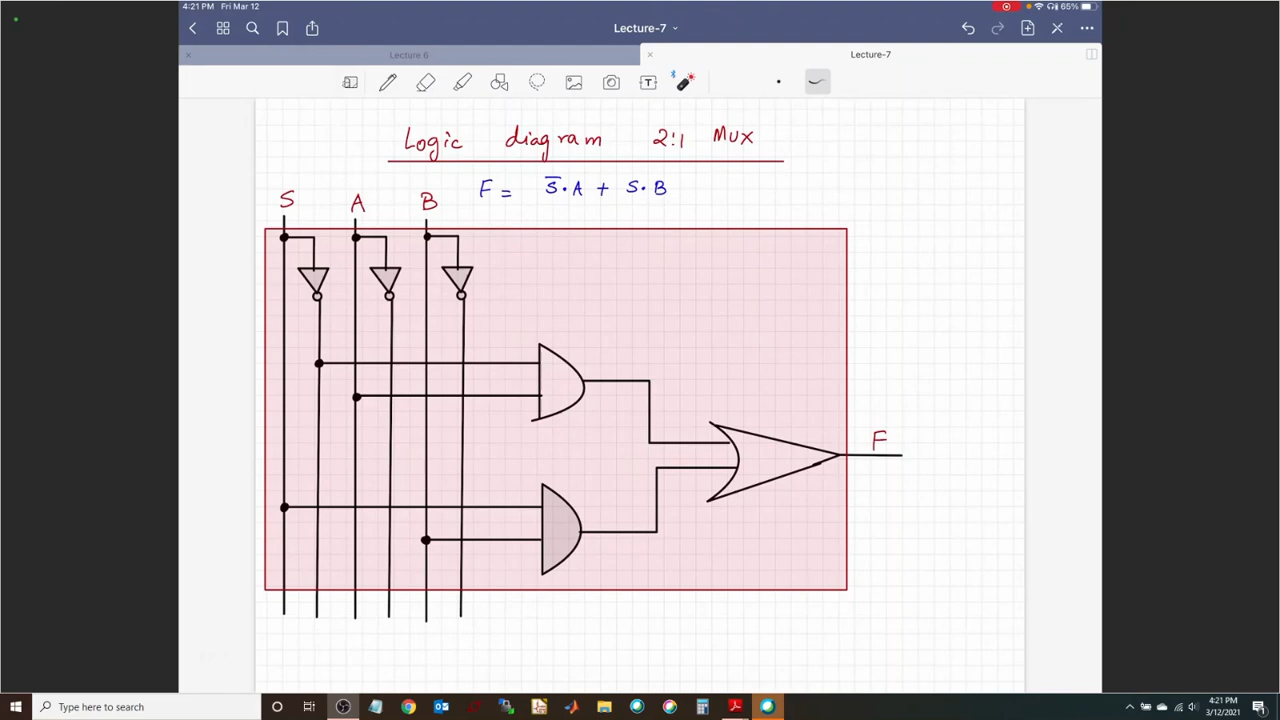 4:21 PM Fri Mar 12
65%
Lecture-7
Lecture 6
Lecture-7
T
Logic diagram 2:1 Mux
F = S̅·A + S·B
S A B
F
Type here to search
4:21 PM
3/12/2021